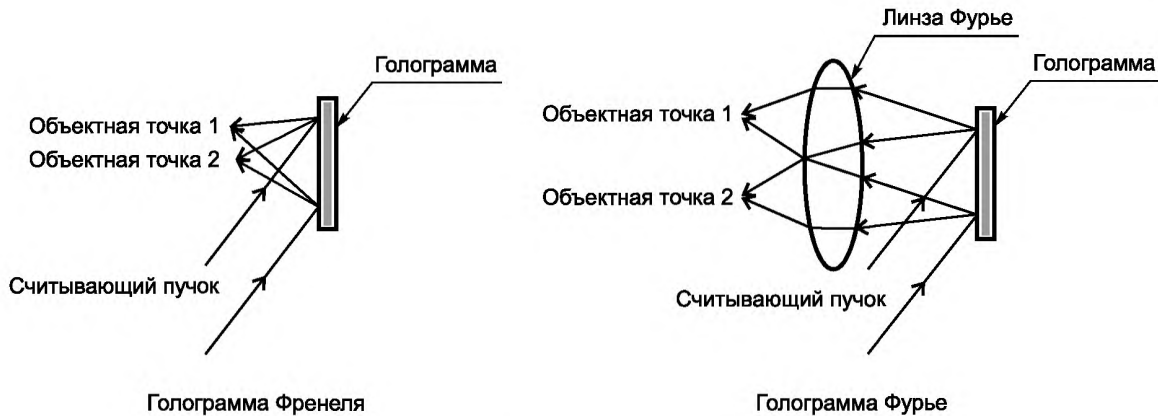 Голограмма
Объектная точка 1
Объектная точка 2
Считывающий пучок
Голограмма Френеля
Линза Фурье
Голограмма
Объектная точка 1
Объектная точка 2
Считывающий пучок
Голограмма Фурье